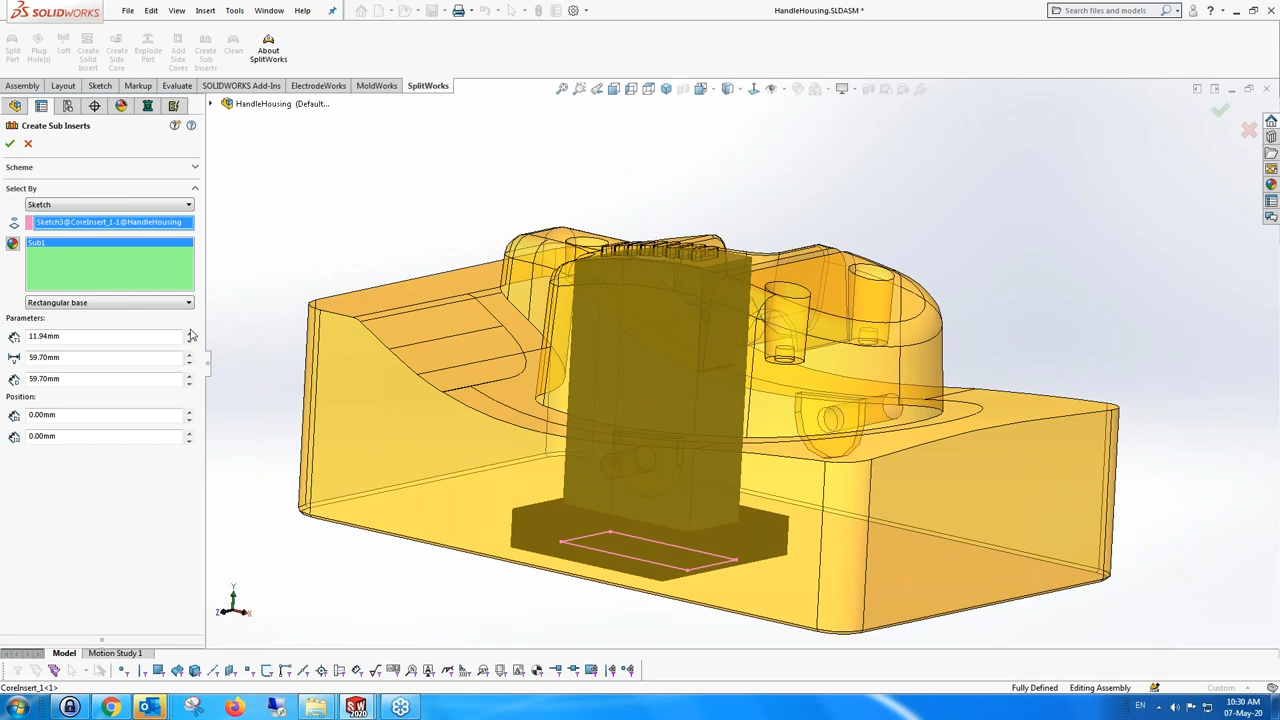 SOLIDWORKS
File Edit View Insert Tools Window Help
HandleHousing.SLDASM *
Search files and models
Split Part
Plug Hole(s)
Loft
Create Solid Insert
Create Side Core
Explode Part
Add Side Cores
Create Sub Inserts
Clean
About SplitWorks
Assembly Layout Sketch Markup Evaluate SOLIDWORKS Add-Ins ElectrodeWorks MoldWorks SplitWorks
HandleHousing (Default...
Create Sub Inserts
Scheme
Select By
Sketch
Sketch3@CoreInsert_1-1@HandleHousing
Sub1
Rectangular base
Parameters:
11.94mm
59.70mm
59.70mm
Position:
0.00mm
0.00mm
Y
Z X
Model Motion Study 1
CoreInsert_1<1>
Fully Defined Editing Assembly Custom
SW 2020
EN
10:30 AM
07-May-20